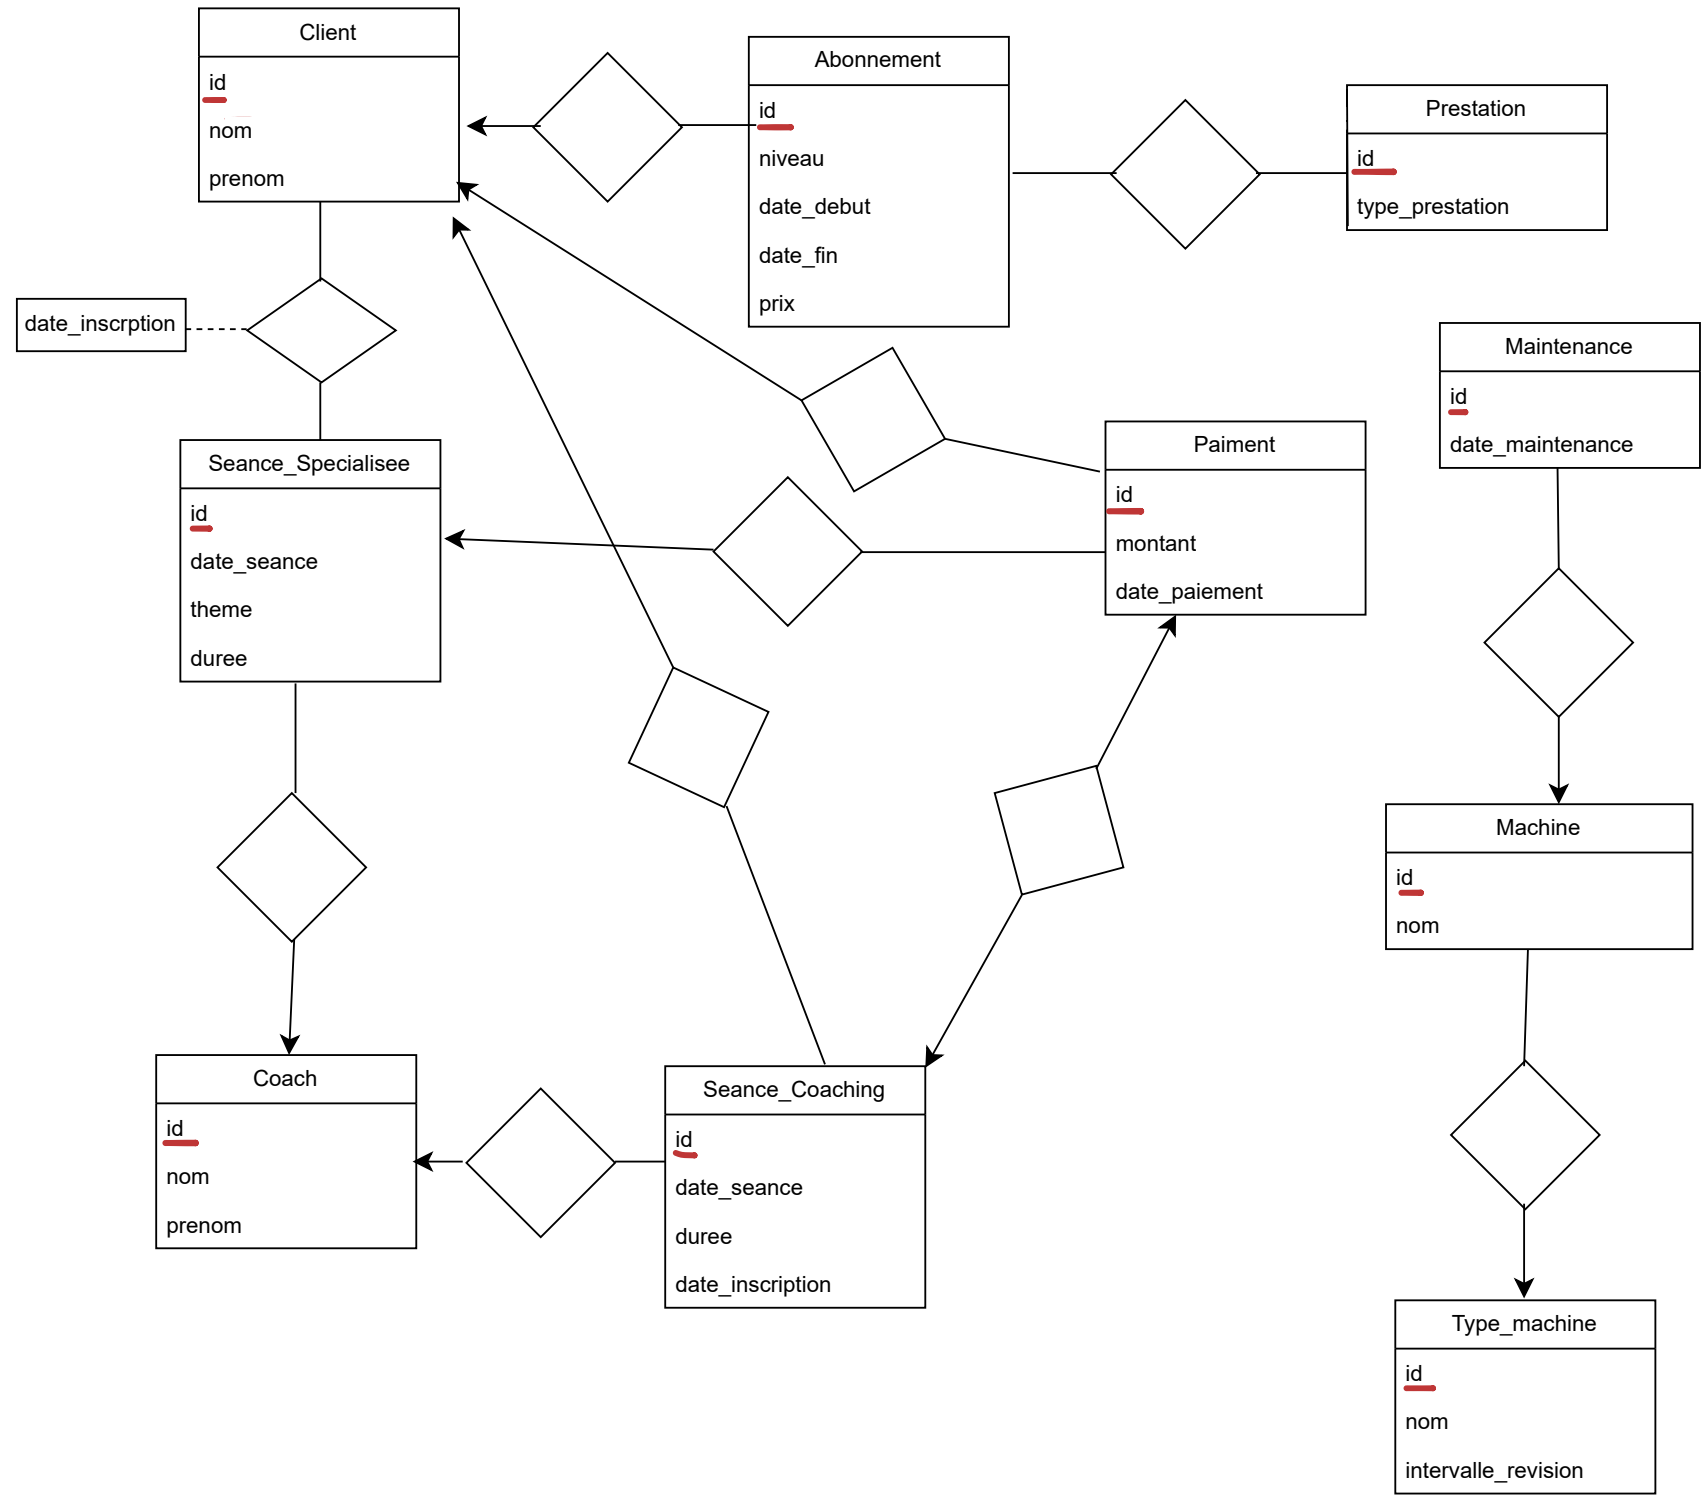 Client
id
nom
prenom
Abonnement
id
niveau
date_debut
date_fin
prix
Prestation
id
type_prestation
date_inscrption
Maintenance
id
date_maintenance
Seance_Specialisee
id
date_seance
theme
duree
Paiment
id
montant
date_paiement
Machine
id
nom
Coach
id
nom
prenom
Seance_Coaching
id
date_seance
duree
date_inscription
Type_machine
id
nom
intervalle_revision